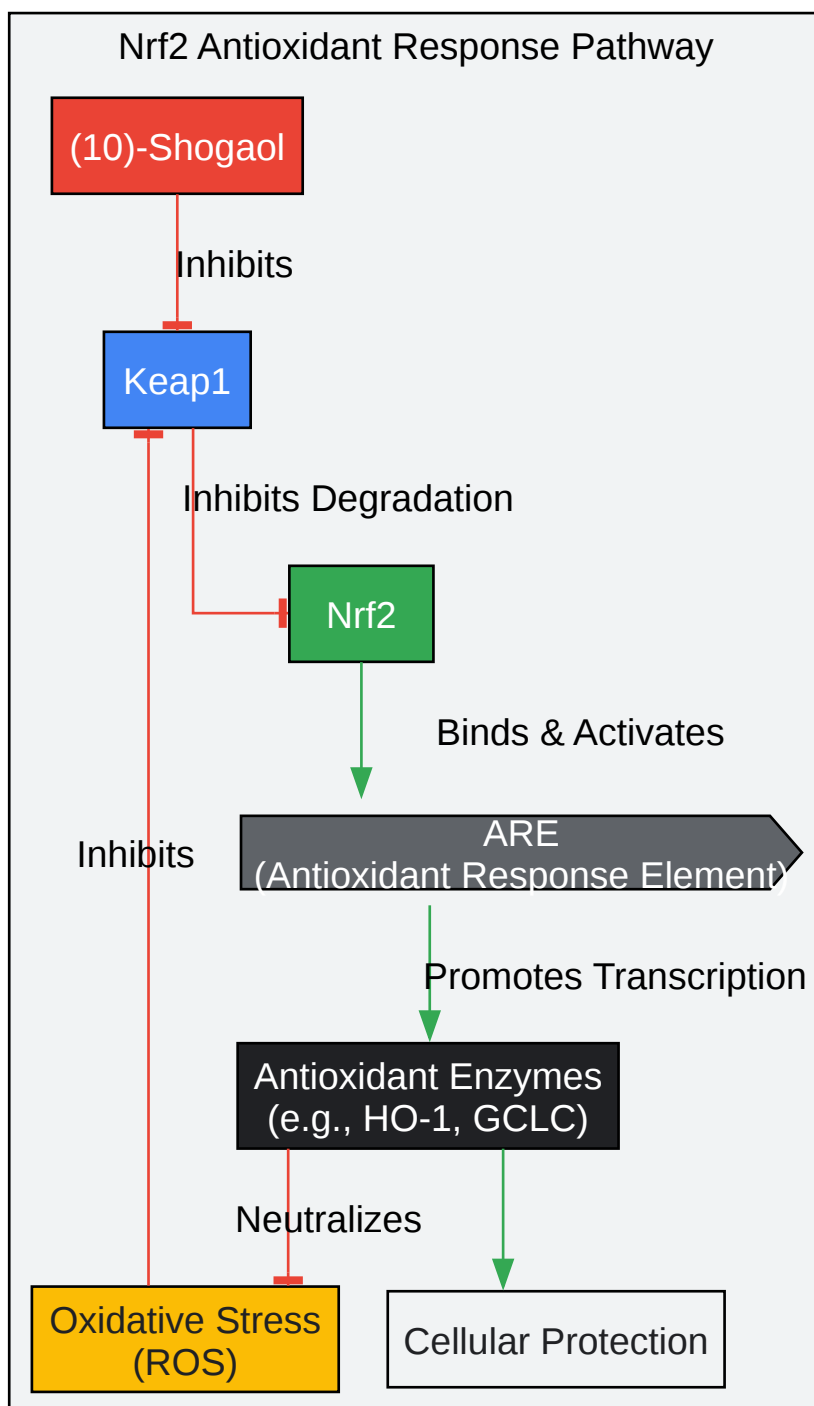 Nrf2 Antioxidant Response Pathway
(10)-Shogaol
Inhibits
Keap1
Inhibits Degradation
Nrf2
Binds & Activates
Inhibits
ARE
(Antioxidant Response Element)
Promotes Transcription
Antioxidant Enzymes
(e.g., HO-1, GCLC)
Neutralizes
Oxidative Stress
(ROS)
Cellular Protection